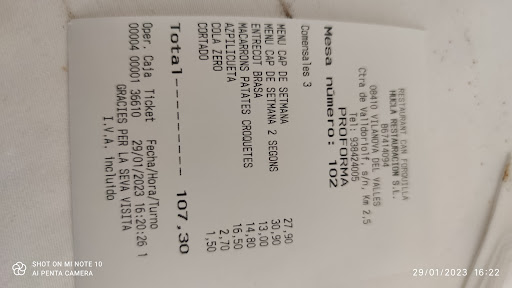 RESTAURANT CAN FORQUILLA
HUOLA RESTAURACION S.L.
B67414094
08410 VILANOVA DEL VALLES
Ctra de Valldoriolf, s/n, Km 2,5
Tel: 938424005
PROFORMA
Mesa número: 102
Comensales 3
MENU CAP DE SETMANA 27,90
MENU CAP DE SETMANA 2 SEGONS 30,90
ENTRECOT BRASA 13,00
MACARRONS PATATES CROQUETES 14,80
AZPILICUETA 16,50
COLA ZERO 2,70
CORTADO 1,50
Total-------- 107,30
Oper. Caja Ticket Fecha/Hora/Turno
00004 00001 36610 29/01/2023 16:20:26 1
GRACIES PER LA SEVA VISITA
I.V.A. incluido
SHOT ON MI NOTE 10
AI PENTA CAMERA
29/01/2023 16:22